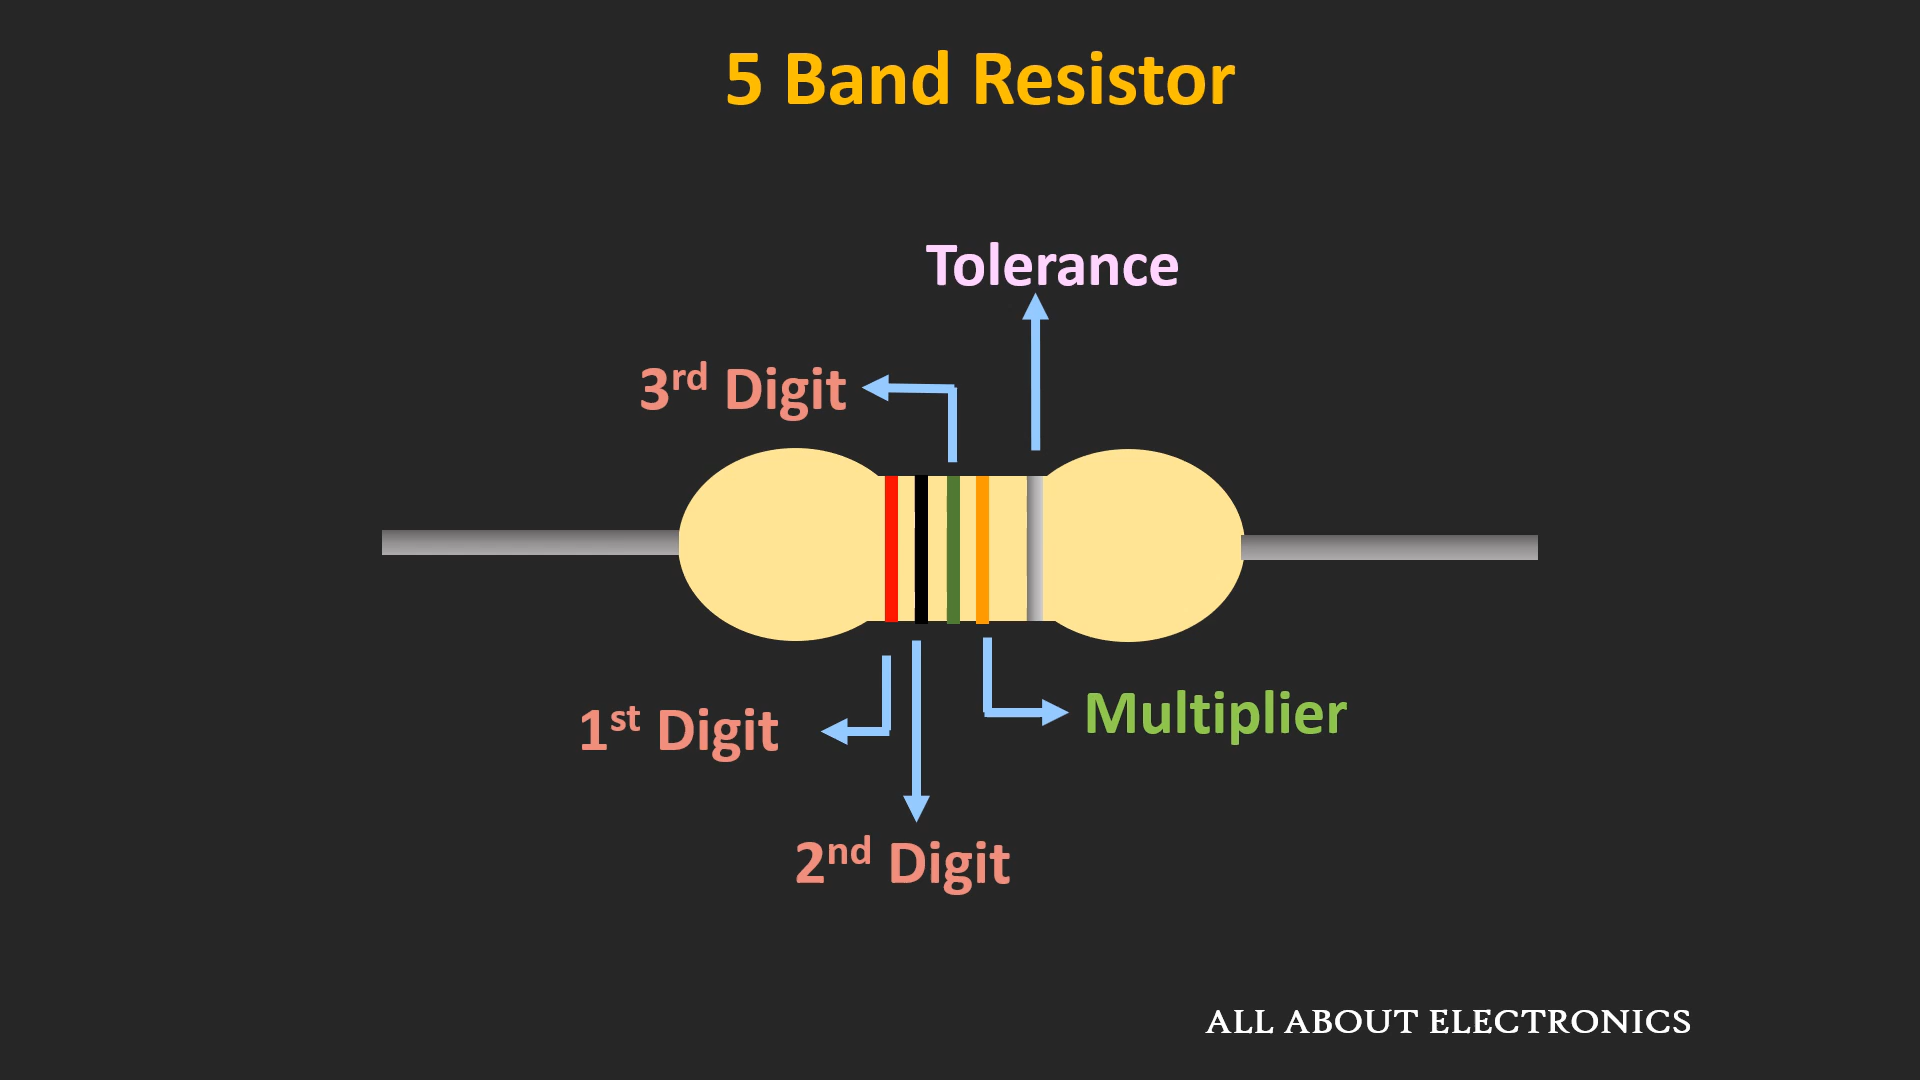 5 Band Resistor
Tolerance
3rd Digit
1st Digit
Multiplier
2nd Digit
ALL ABOUT ELECTRONICS